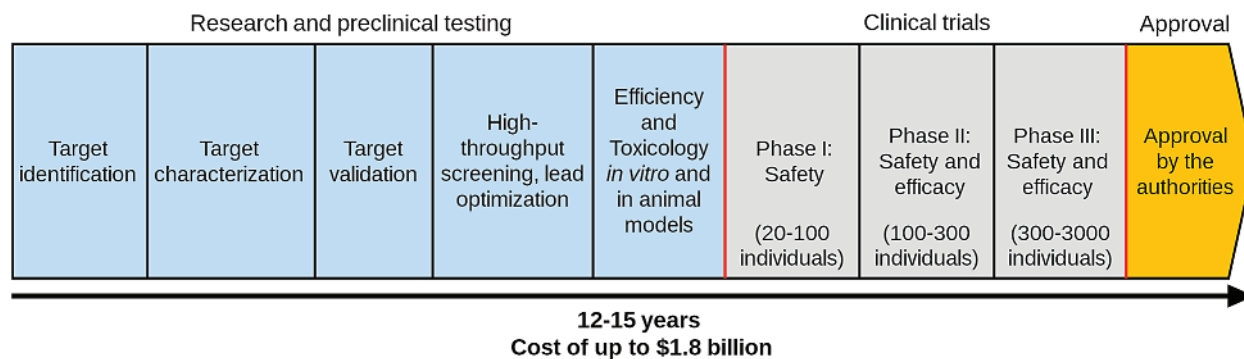 Research and preclinical testing
Clinical trials
Approval
Target
identification
Target
characterization
Target
validation
High-
throughput
screening, lead
optimization
Efficiency
and
Toxicology
in vitro and
in animal
models
Phase I:
Safety
(20-100
individuals)
Phase II:
Safety and
efficacy
(100-300
individuals)
Phase III:
Safety and
efficacy
(300-3000
individuals)
Approval
by the
authorities
12-15 years
Cost of up to $1.8 billion